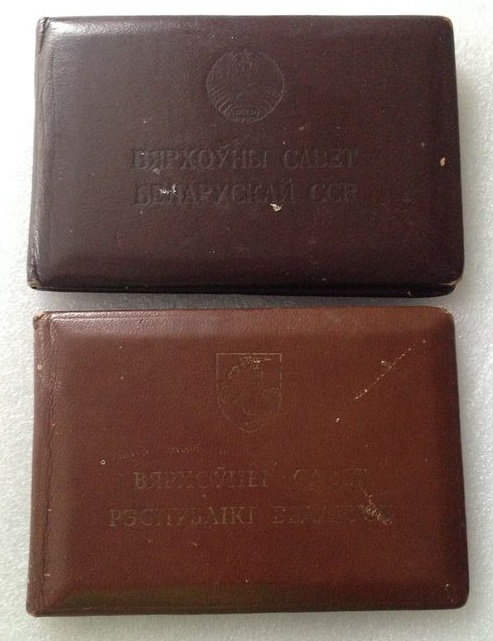 ВЯРХОЎНЫ САВЕТ
БЕЛАРУСКАЙ ССР
ВЯРХОЎНЫ САВЕТ
РЭСПУБЛІКІ БЕЛАРУСЬ